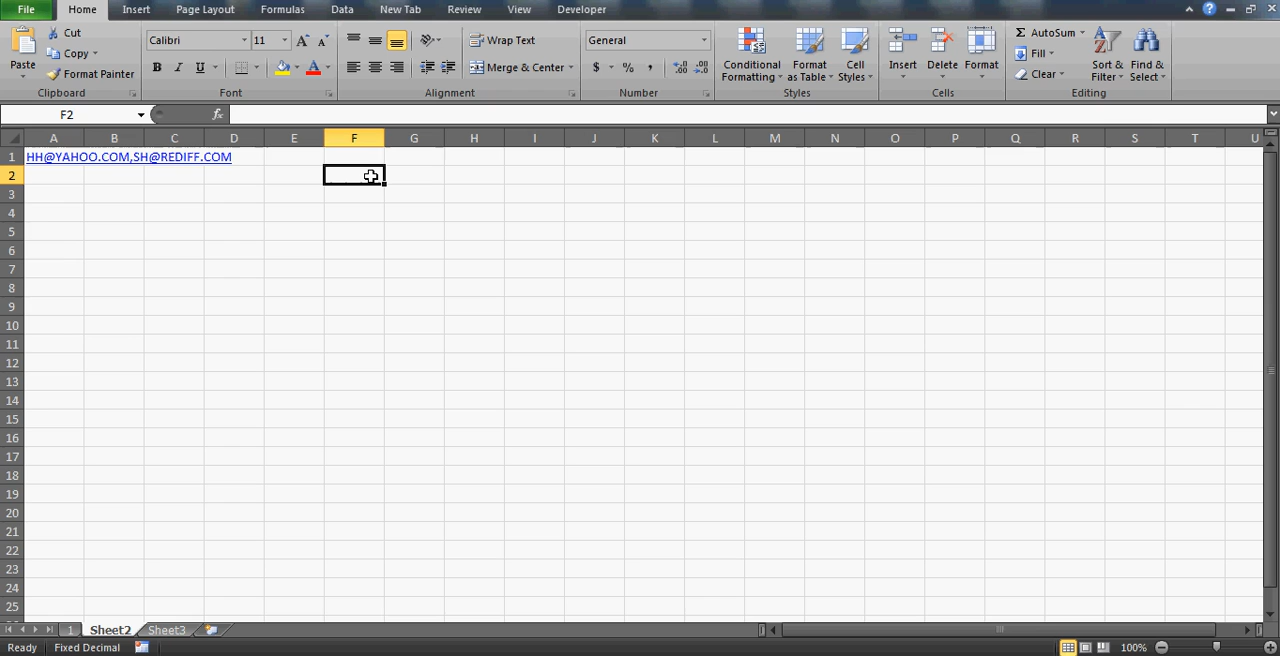 File Home Insert Page Layout Formulas Data New Tab Review View Developer
Cut
Copy
Format Painter
Paste
Clipboard
Calibri 11 A A
B I U A
Font
Wrap Text
Merge & Center
Alignment
General
$ % , .0 .00 .00 .0
Number
Conditional Formatting
Format as Table
Cell Styles
Styles
Insert Delete Format
Cells
Σ AutoSum
Fill
Clear
Sort & Filter
Find & Select
Editing
F2 fx
A B C D E F G H I J K L M N O P Q R S T U
1 HH@YAHOO.COM,SH@REDIFF.COM
2
3
4
5
6
7
8
9
10
11
12
13
14
15
16
17
18
19
20
21
22
23
24
25
1 Sheet2 Sheet3
Ready Fixed Decimal 100%